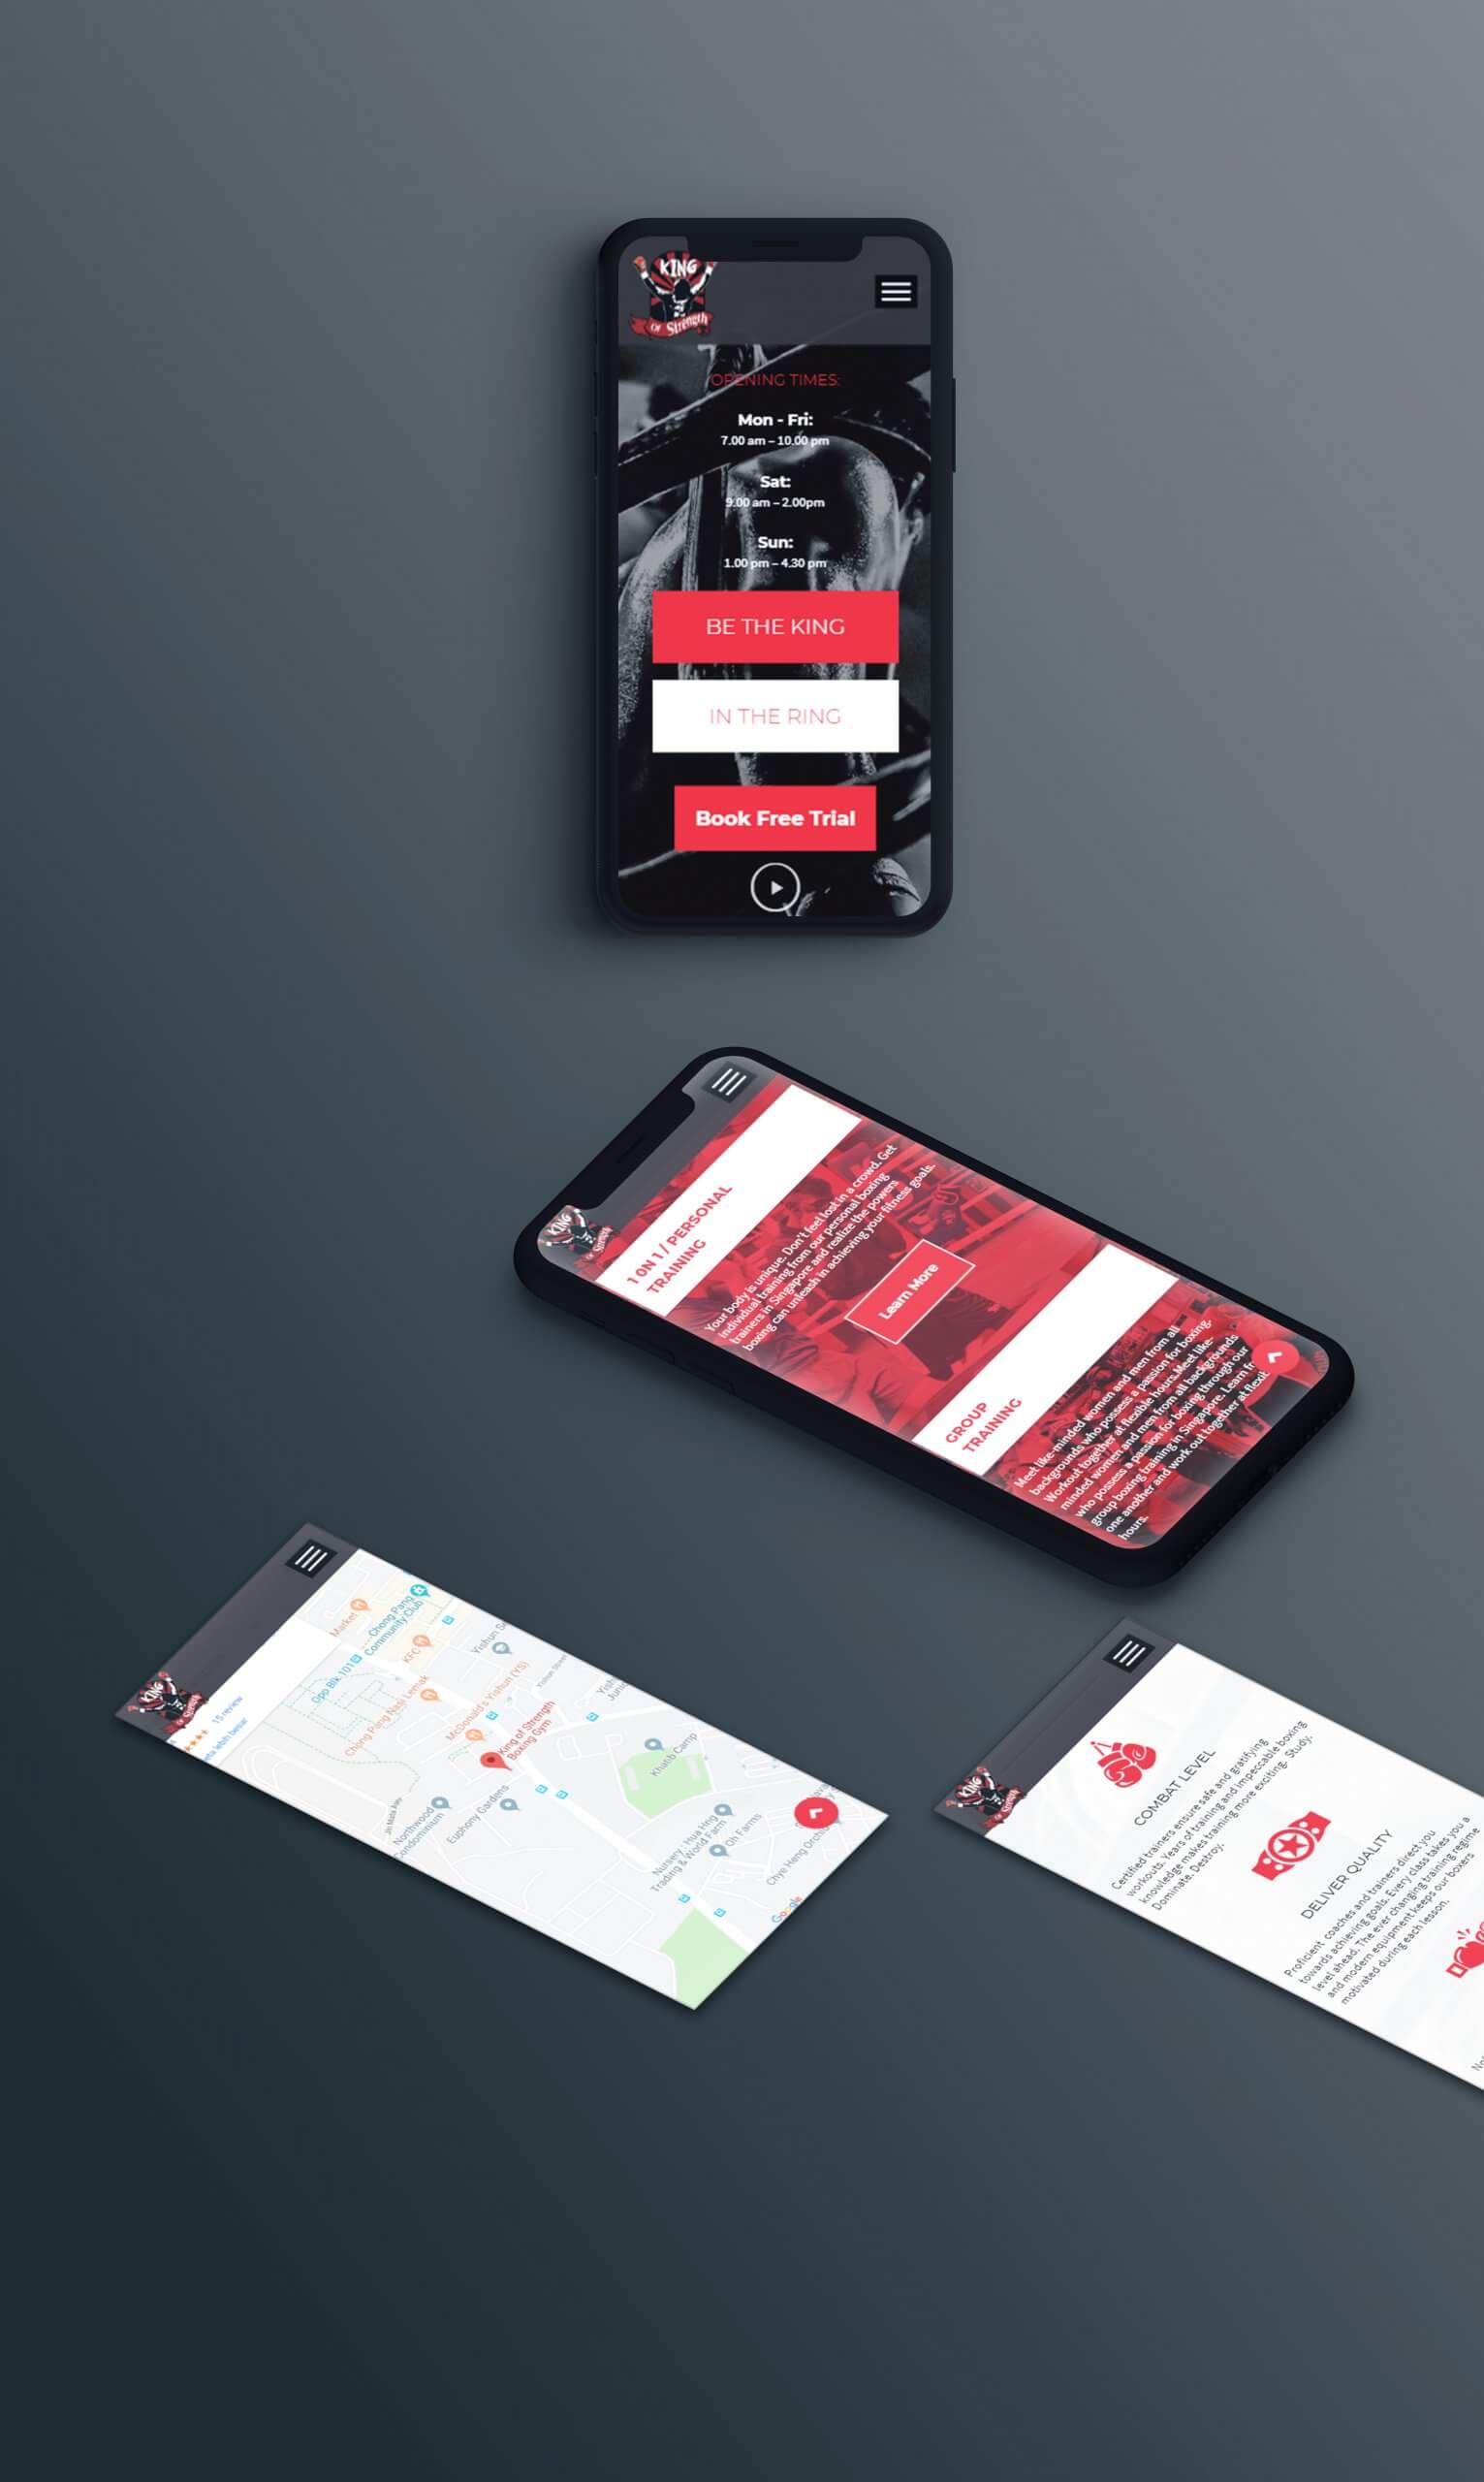 KING
Of Strength
OPENING TIMES:
Mon - Fri:
7.00 am – 10.00 pm
Sat:
9.00 am – 2.00pm
Sun:
1.00 pm – 4.30 pm
BE THE KING
IN THE RING
Book Free Trial
KING
Of Strength
1 ON 1 / PERSONAL
TRAINING
Your body is unique. Don't feel lost in a crowd. Get
individual training from our personal boxing
trainers in Singapore and realize the powers
boxing can unleash in achieving your fitness goals.
Learn More
GROUP
TRAINING
Meet like-minded women and men from all
backgrounds who possess a passion for boxing.
Workout together at flexible hours.Meet like-
minded women and men from all backgrounds
who possess a passion for boxing through our
group boxing training in Singapore. Learn
one another and work out together at
hours.
KING
Of Strength
15 review
lebih besar
Market
Chong Pang
Community Club
Opp Blk 101
KFC
Chong Pang Nasi Lemak
McDonald's Yishun (YS)
Yishun
King of Strength
Boxing Gym
Khatib Camp
Northwood
Condominium
Euphony Gardens
Nursery Hua Hng
Trading & World Farm
Oh Farms
Chye Heng
Google
KING
Of Strength
COMBAT LEVEL
Certified trainers ensure safe and gratifying
workouts. Years of training and impeccable boxing
knowledge makes training more exciting. Study.
Dominate. Destroy.
DELIVER QUALITY
Proficient coaches and trainers direct you
towards achieving goals. Every class takes you a
level ahead. The ever changing training regime
and modern equipment keeps our boxers
motivated during each lesson.